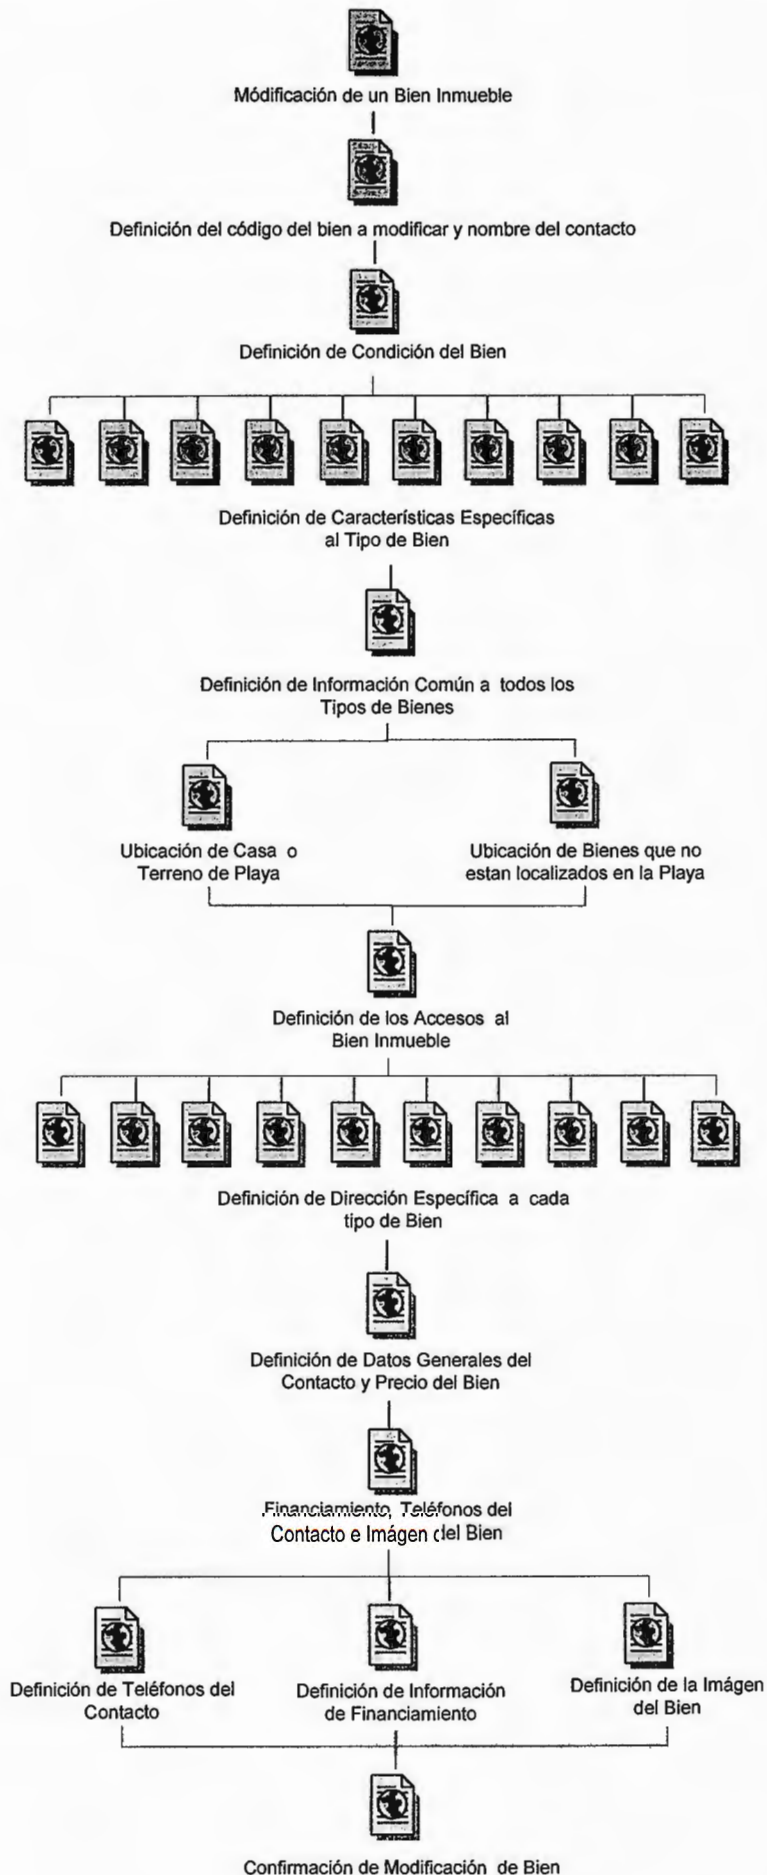 Módificación de un Bien Inmueble
Definición del código del bien a modificar y nombre del contacto
Definición de Condición del Bien
Definición de Características Específicas
al Tipo de Bien
Definición de Información Común a todos los
Tipos de Bienes
Ubicación de Casa o
Terreno de Playa
Ubicación de Bienes que no
estan localizados en la Playa
Definición de los Accesos al
Bien Inmueble
Definición de Dirección Específica a cada
tipo de Bien
Definición de Datos Generales del
Contacto y Precio del Bien
Financiamiento, Teléfonos del
Contacto e Imágen del Bien
Definición de Teléfonos del
Contacto
Definición de Información
de Financiamiento
Definición de la Imágen
del Bien
Confirmación de Modificación de Bien